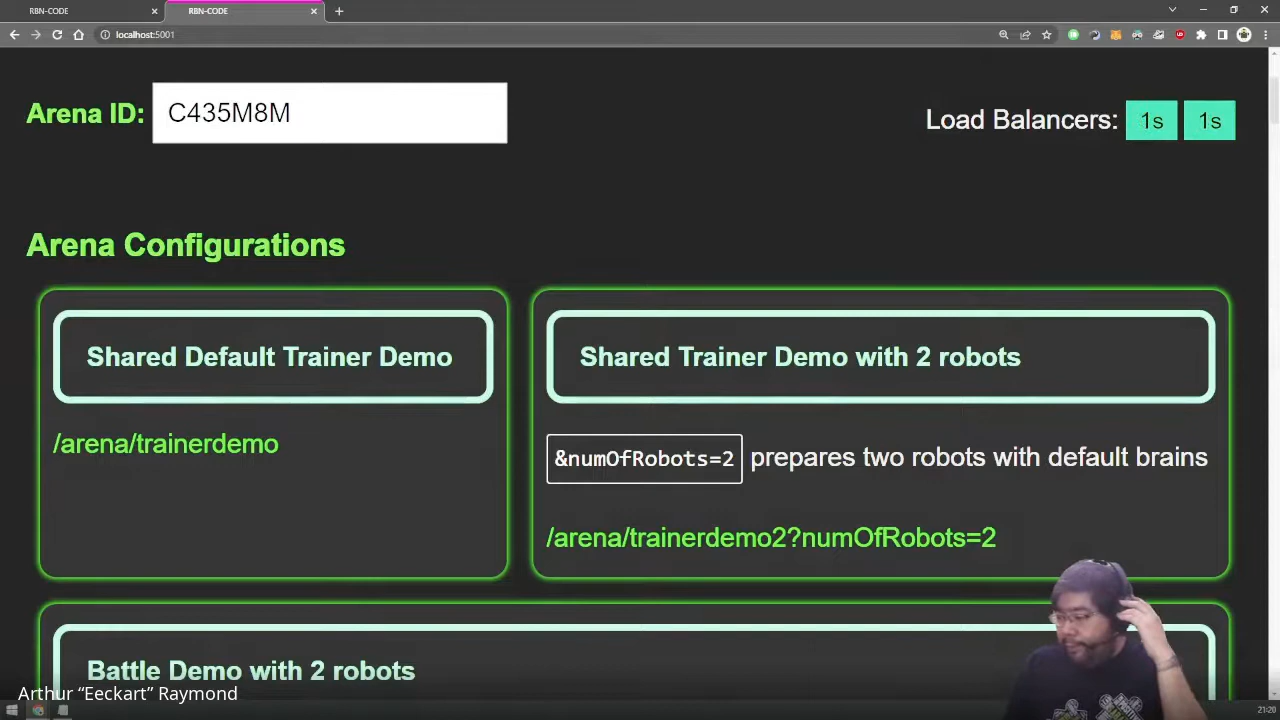 RBN-CODE
RBN-CODE
localhost:5001
Arena ID: C435M8M
Load Balancers: 1s 1s
Arena Configurations
Shared Default Trainer Demo
/arena/trainerdemo
Shared Trainer Demo with 2 robots
&numOfRobots=2 prepares two robots with default brains
/arena/trainerdemo2?numOfRobots=2
Battle Demo with 2 robots
Arthur “Eeckart” Raymond
21:20